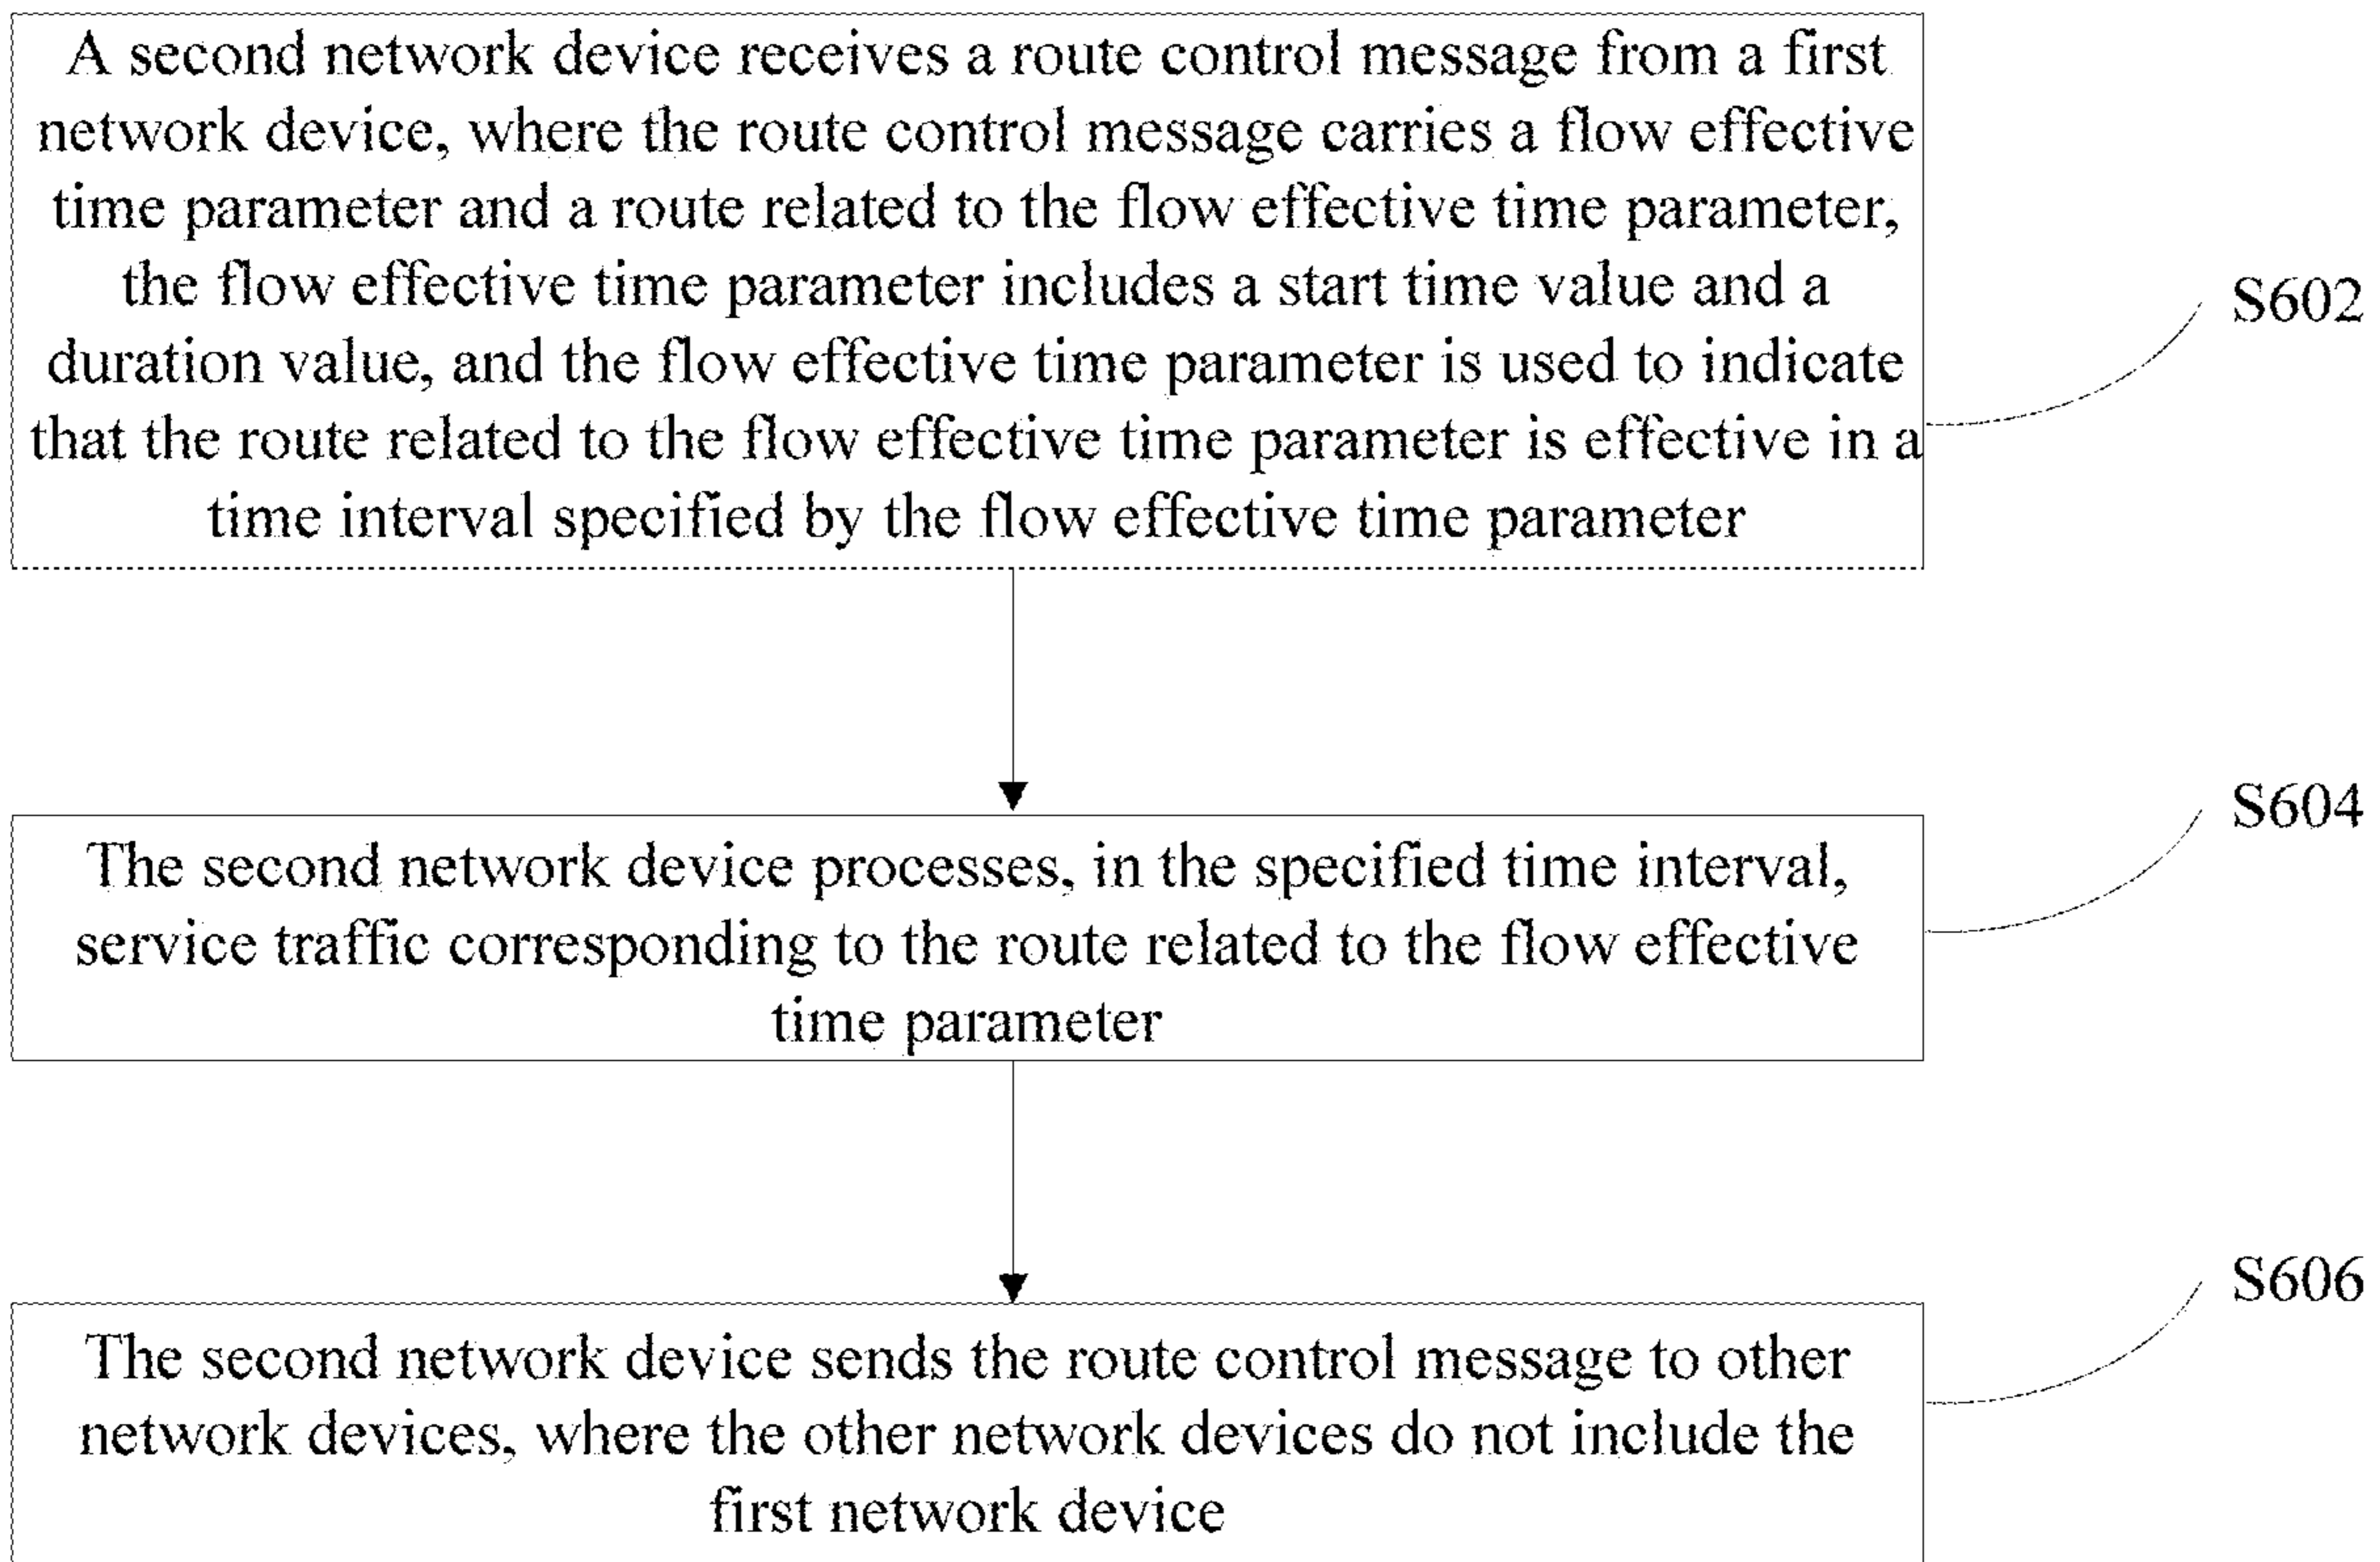 A second network device receives a route control message from a first
network device, where the route control message carries a flow effective
time parameter and a route related to the flow effective time parameter,
the flow effective time parameter includes a start time value and a
duration value, and the flow effective time parameter is used to indicate
that the route related to the flow effective time parameter is effective in a
time interval specified by the flow effective time parameter
S602
The second network device processes, in the specified time interval,
service traffic corresponding to the route related to the flow effective
time parameter
S604
The second network device sends the route control message to other
network devices, where the other network devices do not include the
first network device
S606